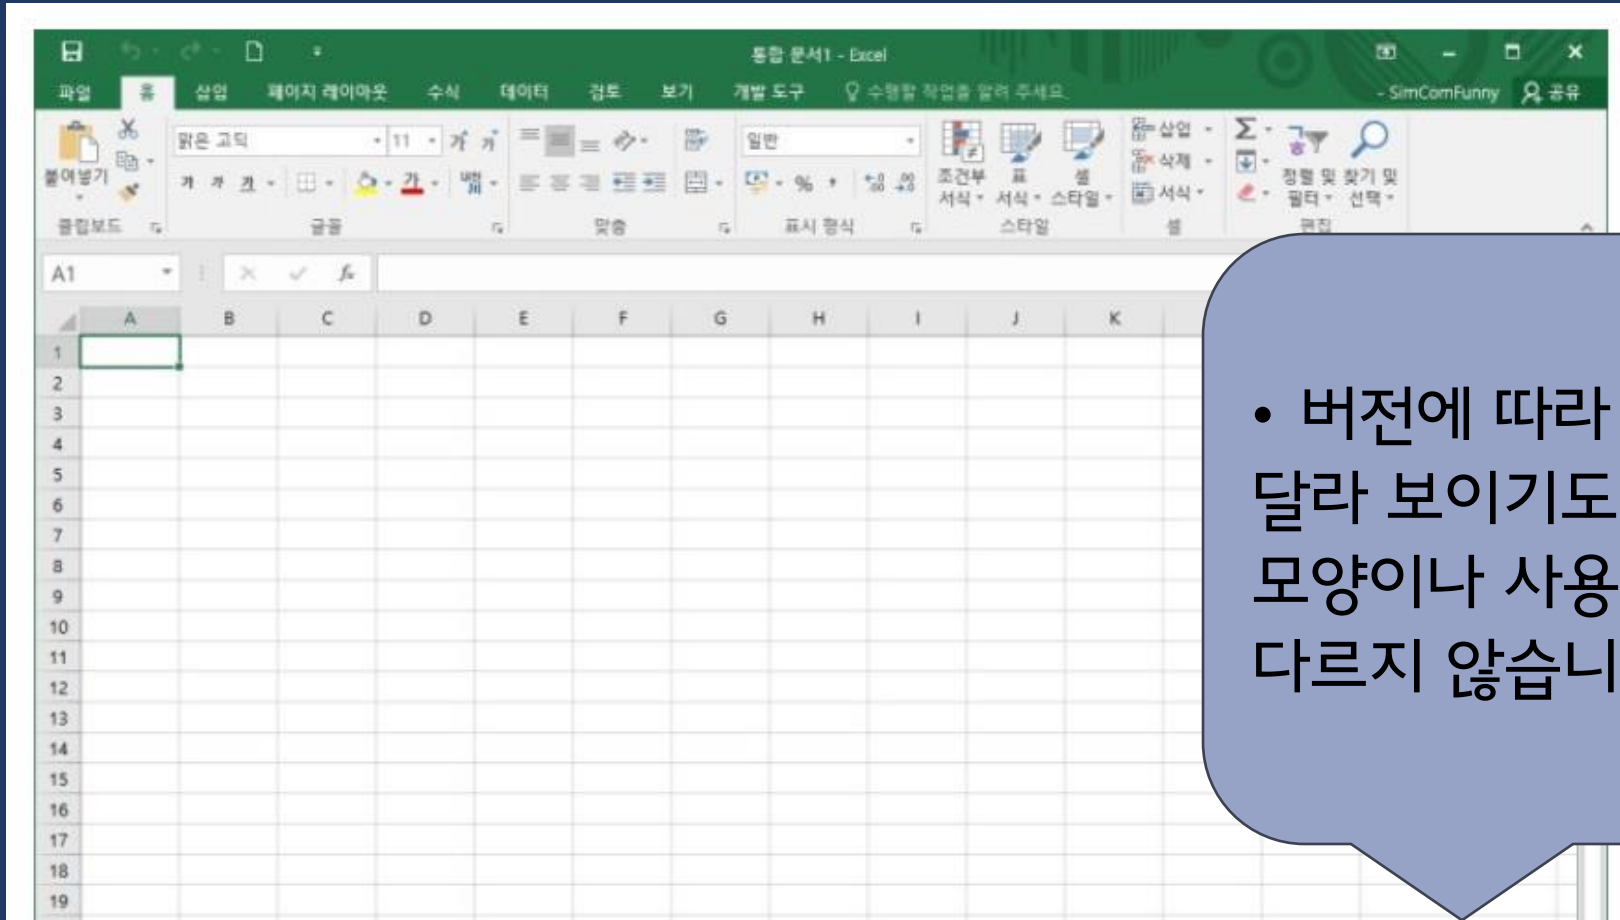 통합 문서1 - Excel
파일 홈 삽입 페이지 레이아웃 수식 데이터 검토 보기 개발 도구 수행할 작업을 알려 주세요. - SimComFunny 공유
맑은 고딕 11 가 가 일반 삽입
붙여넣기 가 가 가 가 % , 조건부 표 셀 삭제 정렬 및 찾기 및
서식 서식 스타일 서식 필터 선택
클립보드 글꼴 맞춤 표시 형식 스타일 셀 편집
A1 fx
A B C D E F G H I J K
1
2
3
4
5
6
7
8
9
10
11
12
13
14
15
16
17
18
19
• 버전에 따라
달라 보이기도
모양이나 사용
다르지 않습니